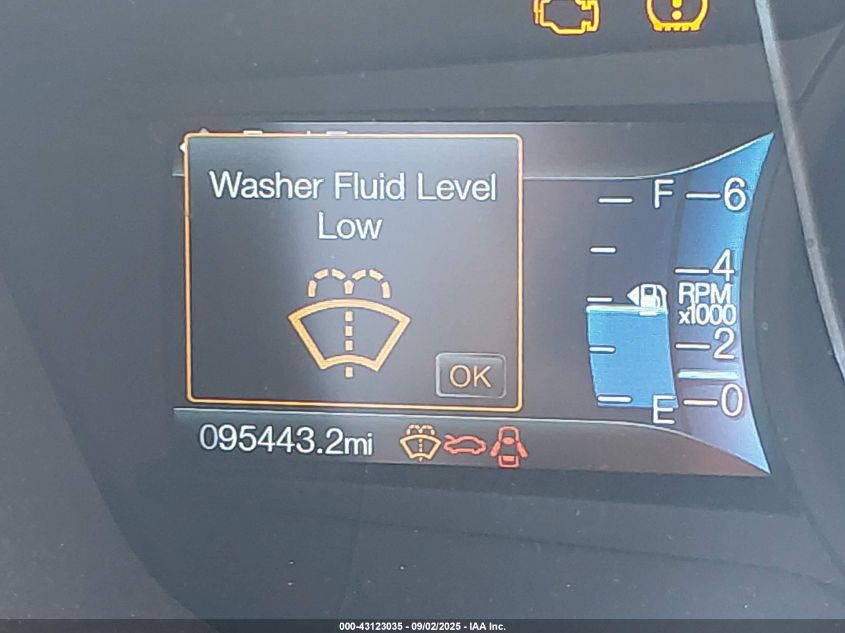 Washer Fluid Level
Low
OK
F
6
4
RPM
x1000
2
E
0
095443.2mi
000-43123035 - 09/02/2025 - IAA Inc.